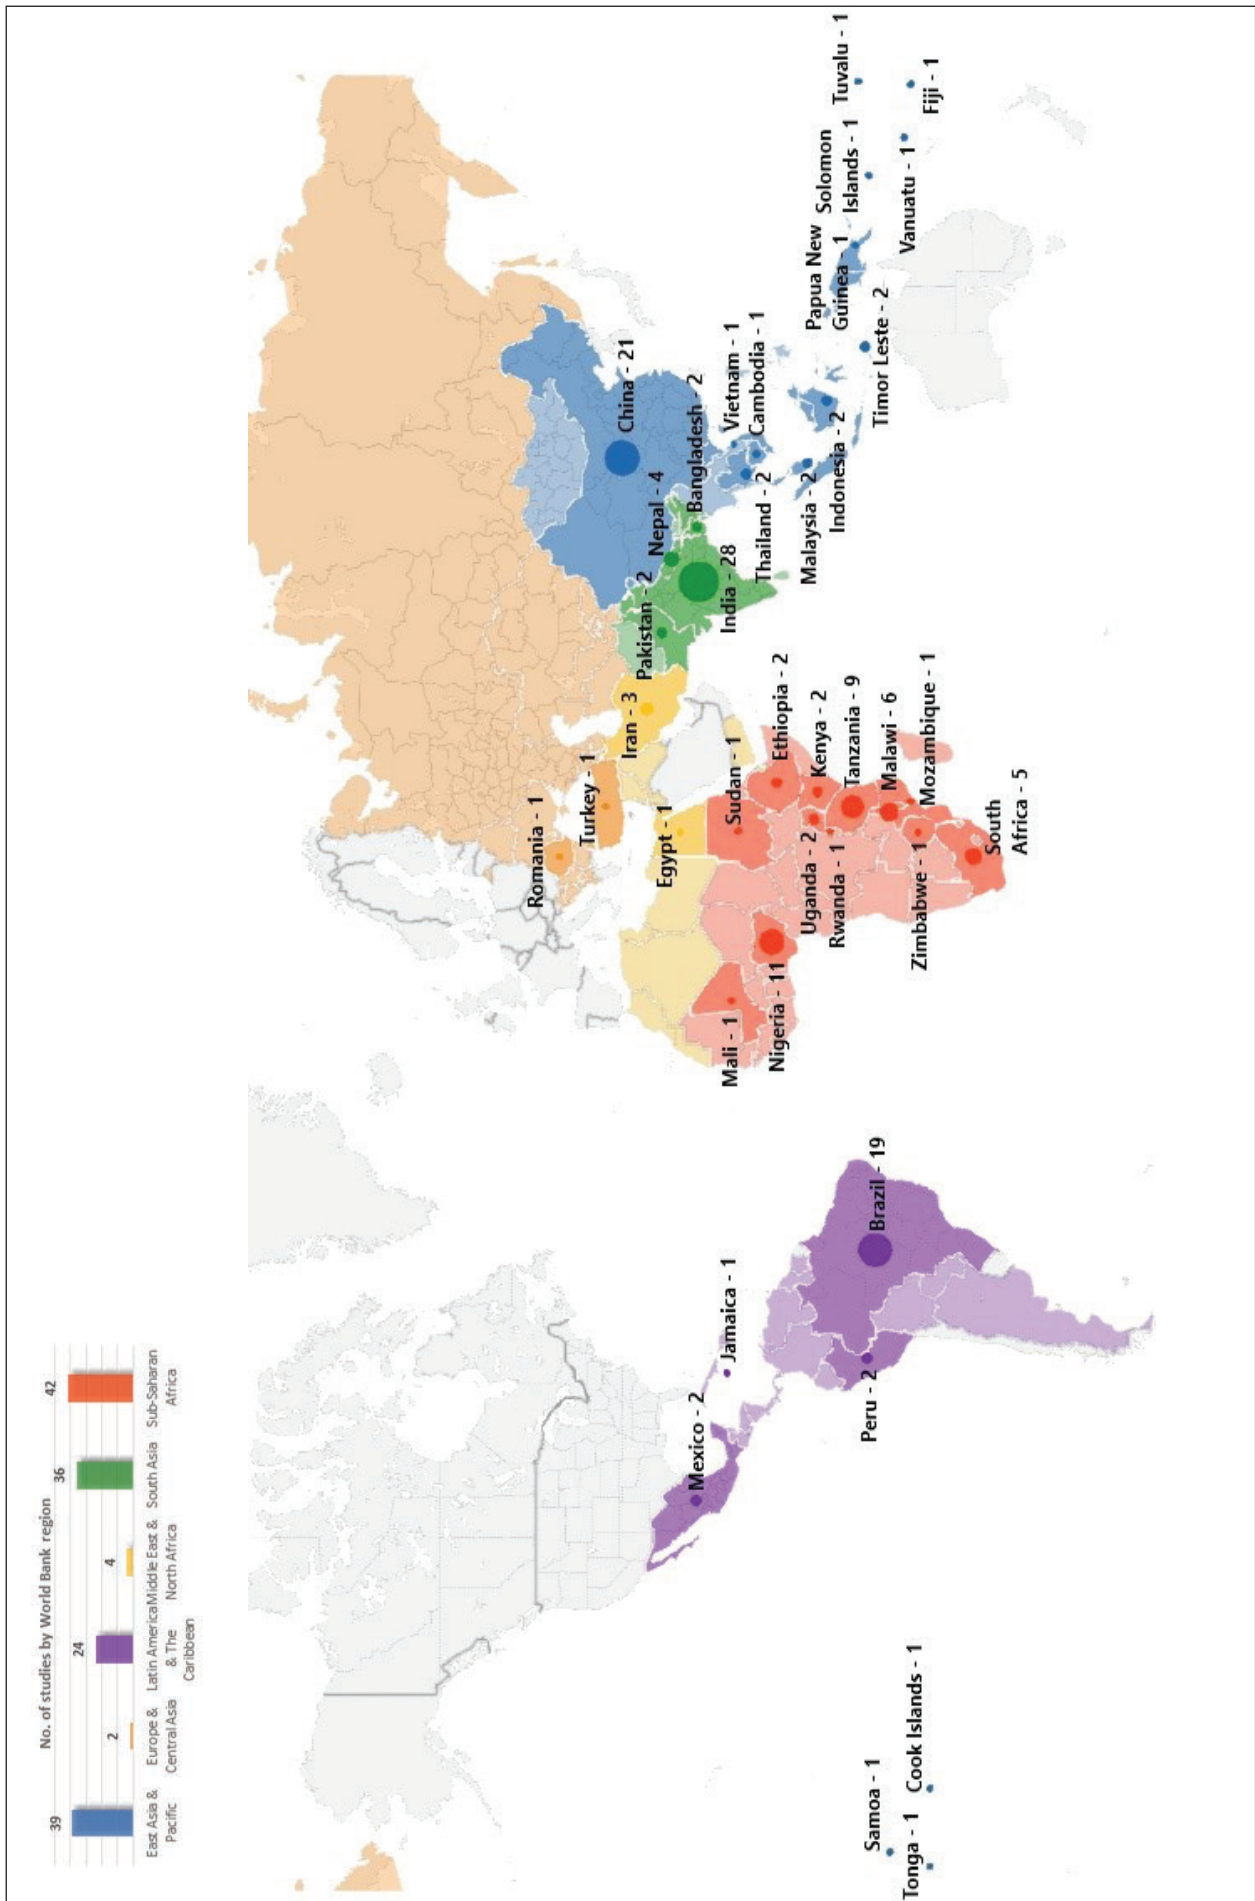 No. of studies by World Bank region
39
2
24
4
36
42
East Asia &
Pacific
Europe &
Central Asia
Latin America
& The
Caribbean
Middle East &
North Africa
South Asia
Sub-Saharan
Africa
Romania - 1
Turkey - 1
Iran - 3
Pakistan - 2
Nepal - 4
China - 21
Bangladesh - 2
India - 28
Vietnam - 1
Cambodia - 1
Thailand - 2
Malaysia - 2
Indonesia - 2
Timor Leste - 2
Papua New
Guinea - 1
Solomon
Islands - 1
Tuvalu - 1
Vanuatu - 1
Fiji - 1
Egypt - 1
Sudan - 1
Ethiopia - 2
Kenya - 2
Tanzania - 9
Malawi - 6
Mozambique - 1
South
Africa - 5
Uganda - 2
Rwanda - 1
Zimbabwe - 1
Mali - 1
Nigeria - 11
Mexico - 2
Jamaica - 1
Brazil - 19
Peru - 2
Samoa - 1
Tonga - 1
Cook Islands - 1